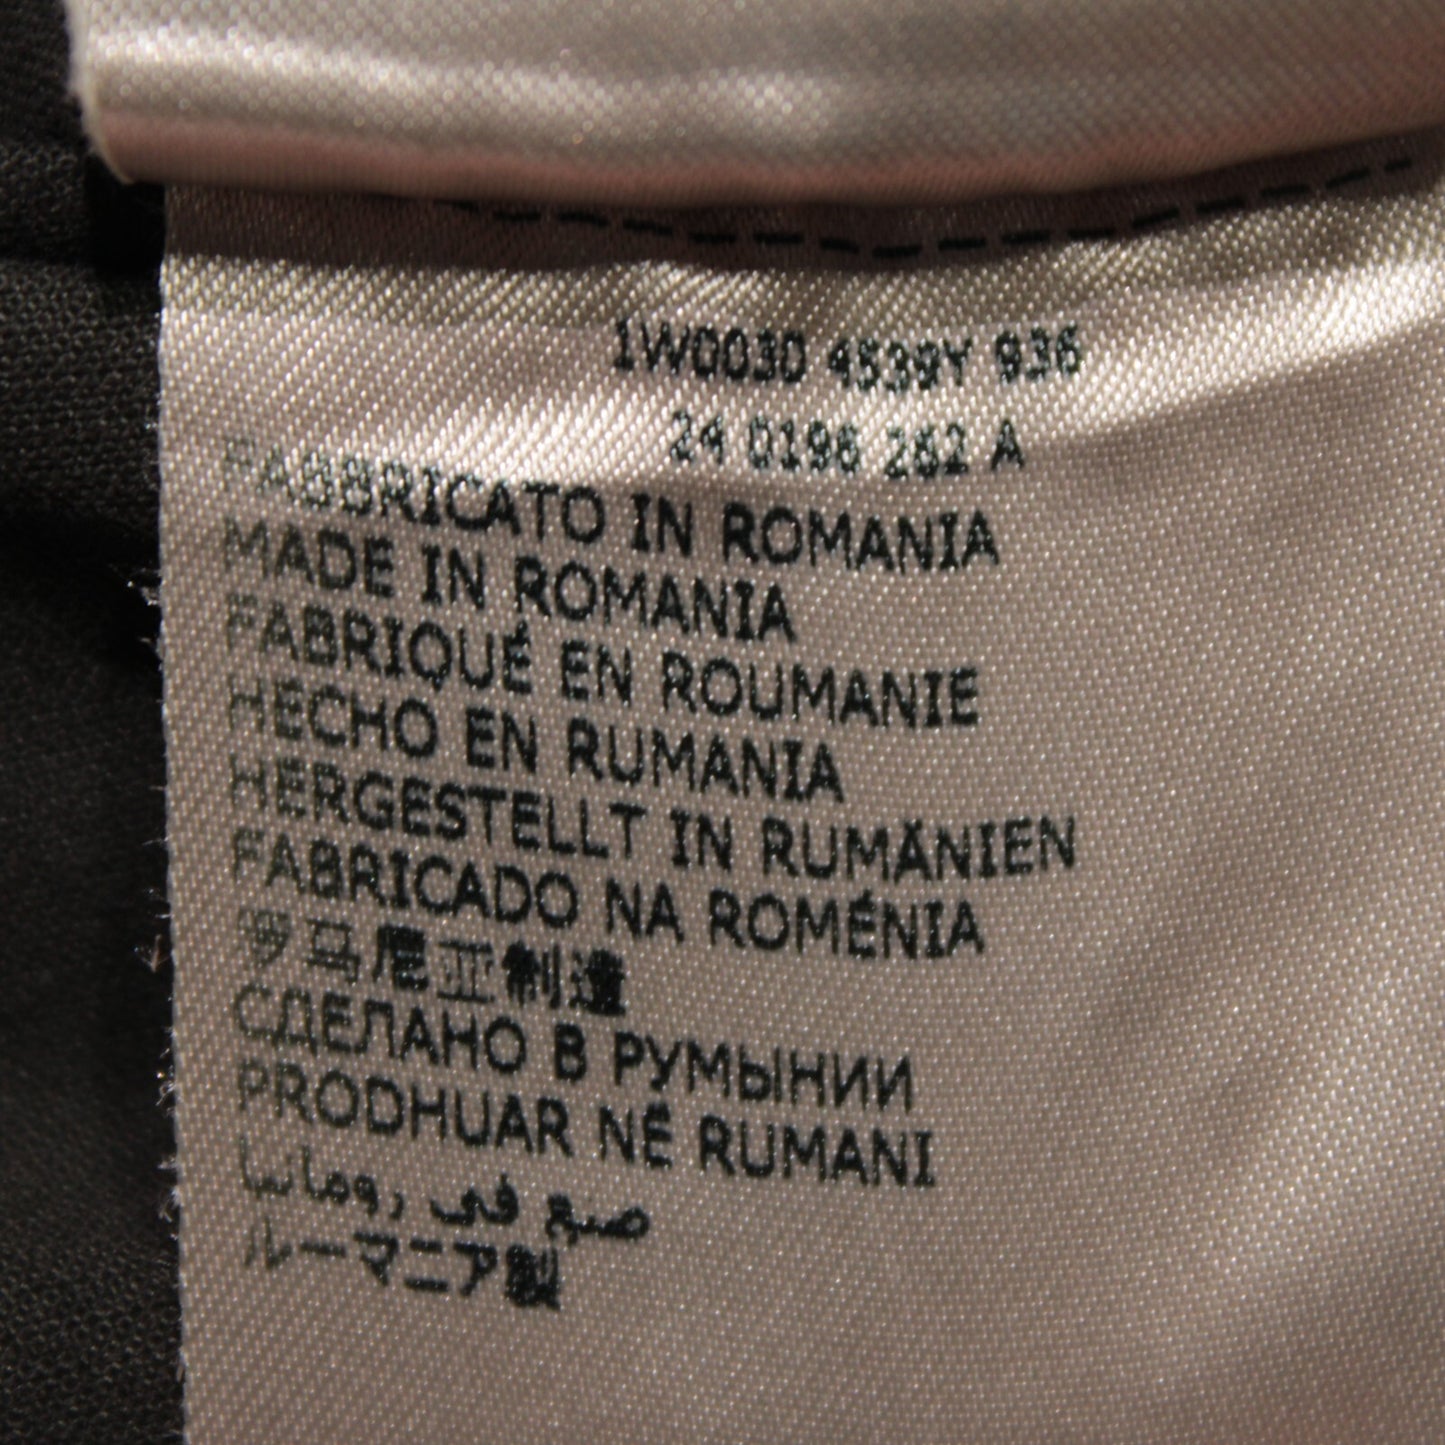 1W0030 4539Y 936
24 0196 262 A
FABBRICATO IN ROMANIA
MADE IN ROMANIA
FABRIQUÉ EN ROUMANIE
HECHO EN RUMANIA
HERGESTELLT IN RUMÄNIEN
FABRICADO NA ROMÉNIA
罗马尼亚制造
СДЕЛАНО В РУМЫНИИ
PRODHUAR NË RUMANI
صنع في رومانيا
ルーマニア製